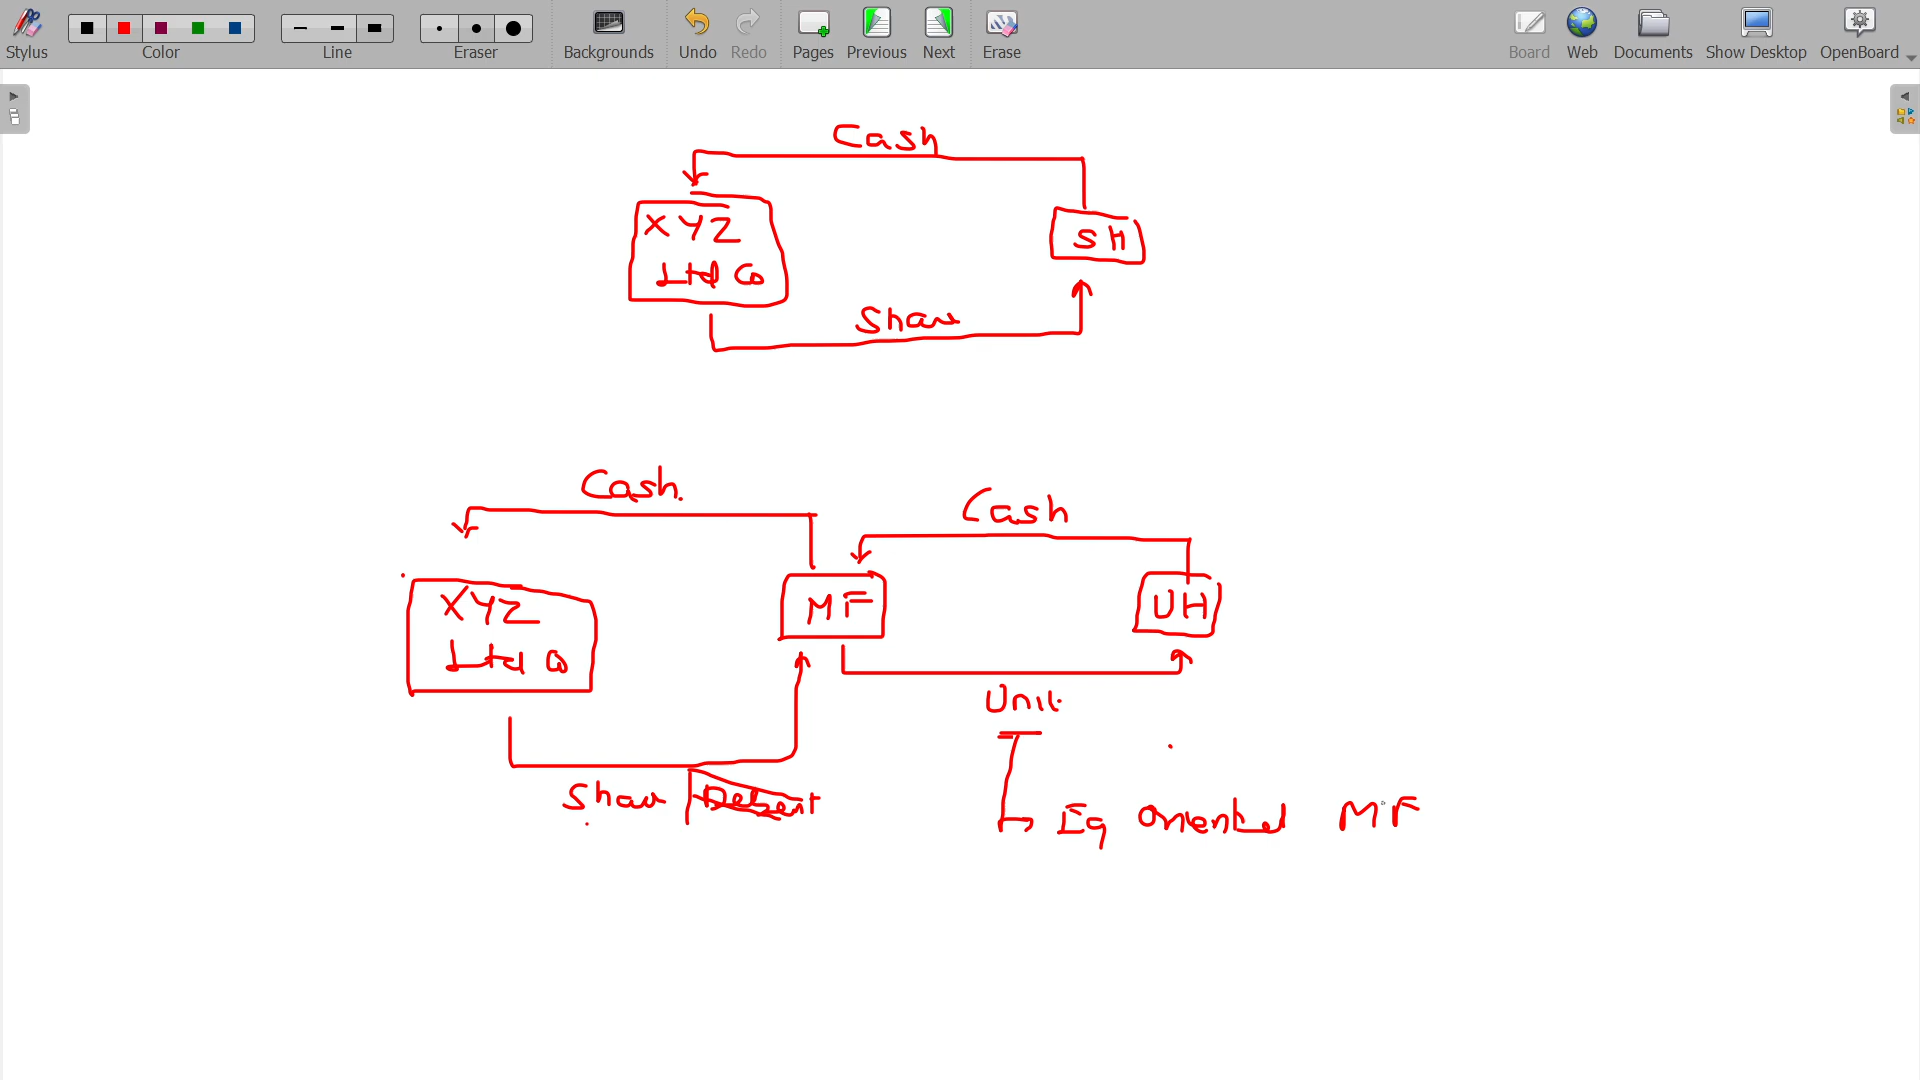 Stylus Color Line Eraser Backgrounds Undo Redo Pages Previous Next Erase Board Web Documents Show Desktop OpenBoard
Cash
XYZ
Ltd Co
SH
Share
Cash.
Cash
XYZ
Ltd Co
MF
UH
Unit
Share
Eq Oriented MF